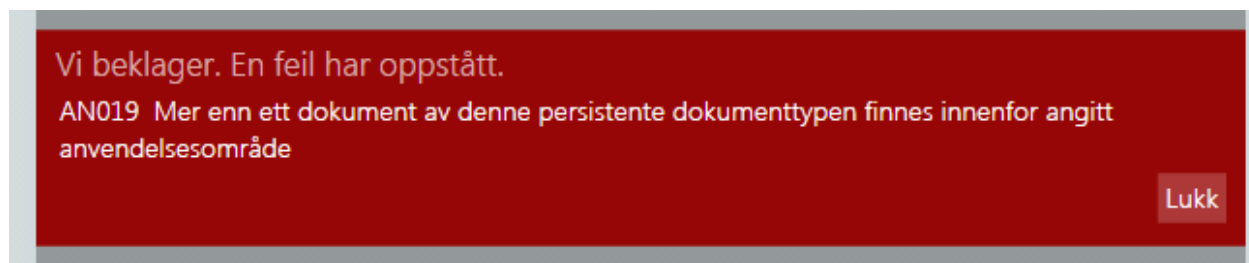 Vi beklager. En feil har oppstått.
AN019 Mer enn ett dokument av denne persistente dokumenttypen finnes innenfor angitt
anvendelsesområde
Lukk